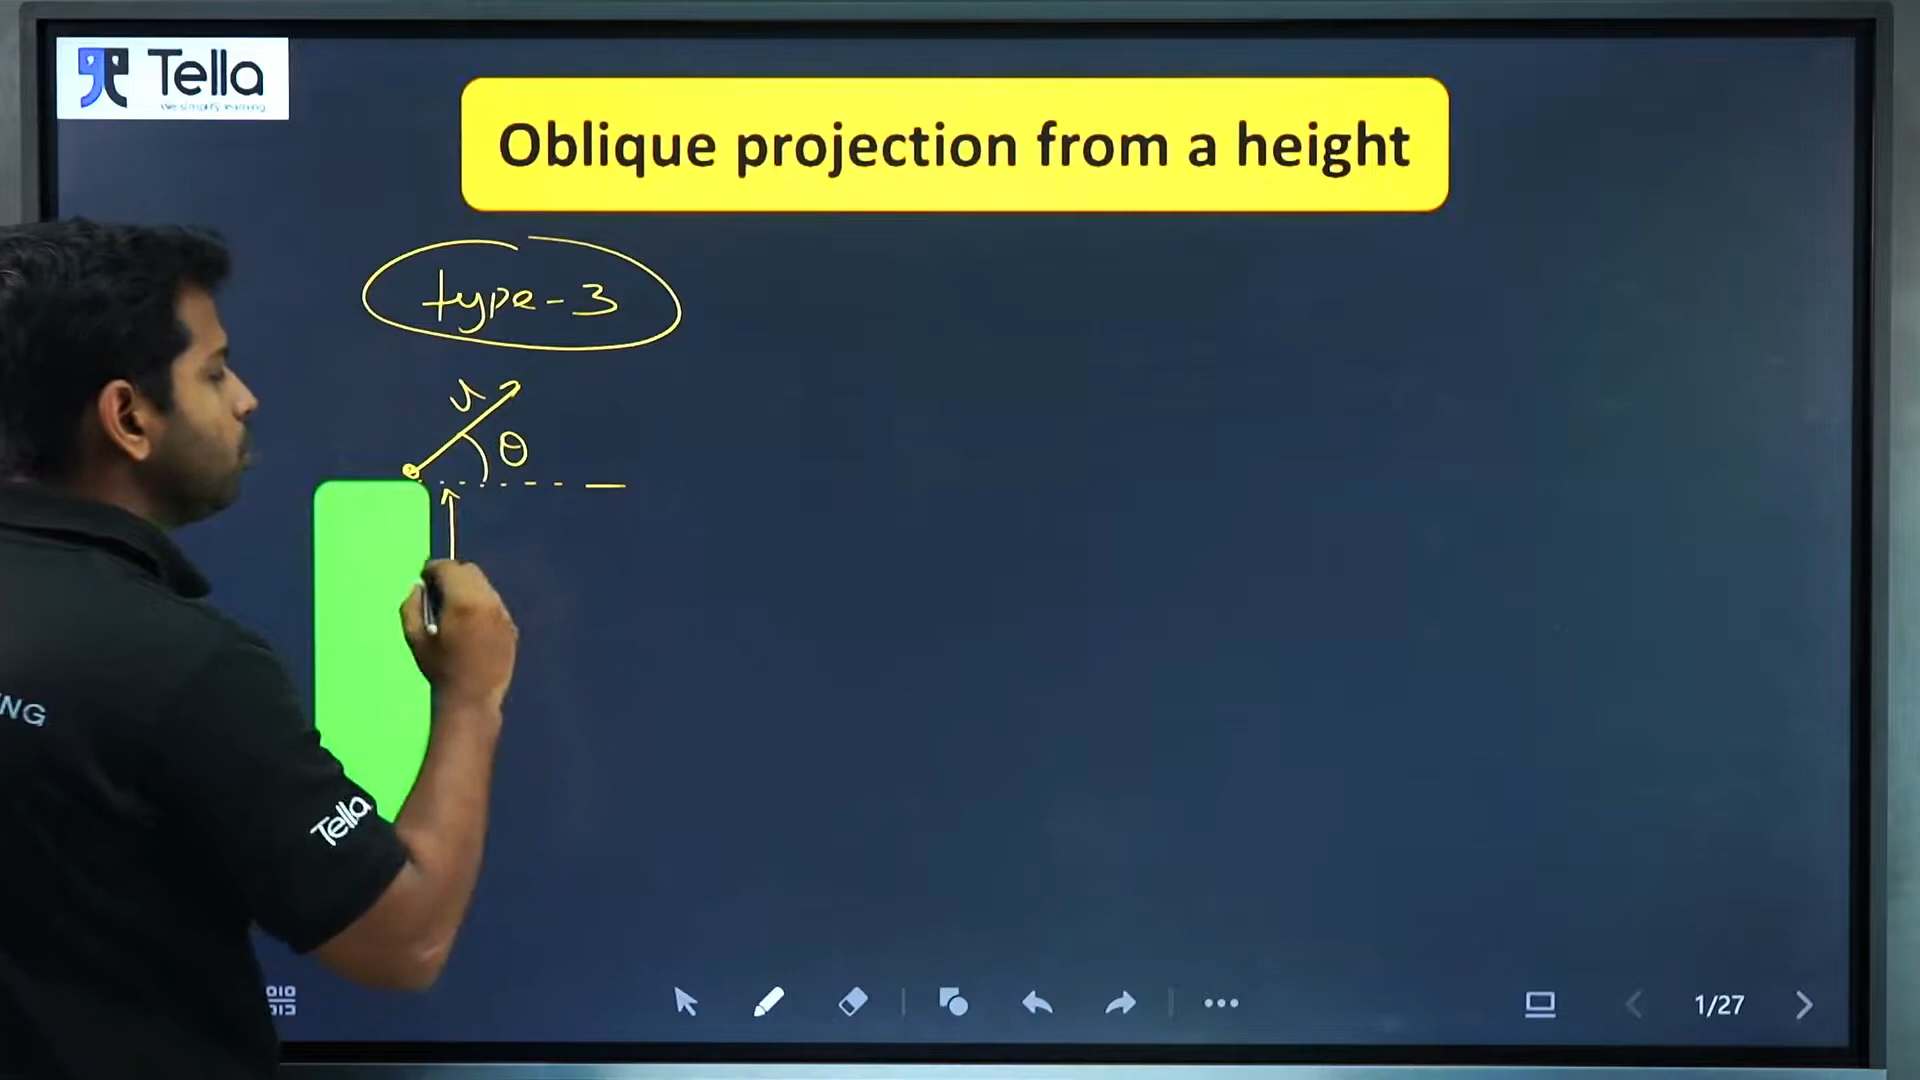 Tella
We simplify learning
Oblique projection from a height
type-3
u
θ
NG
Tella
1/27